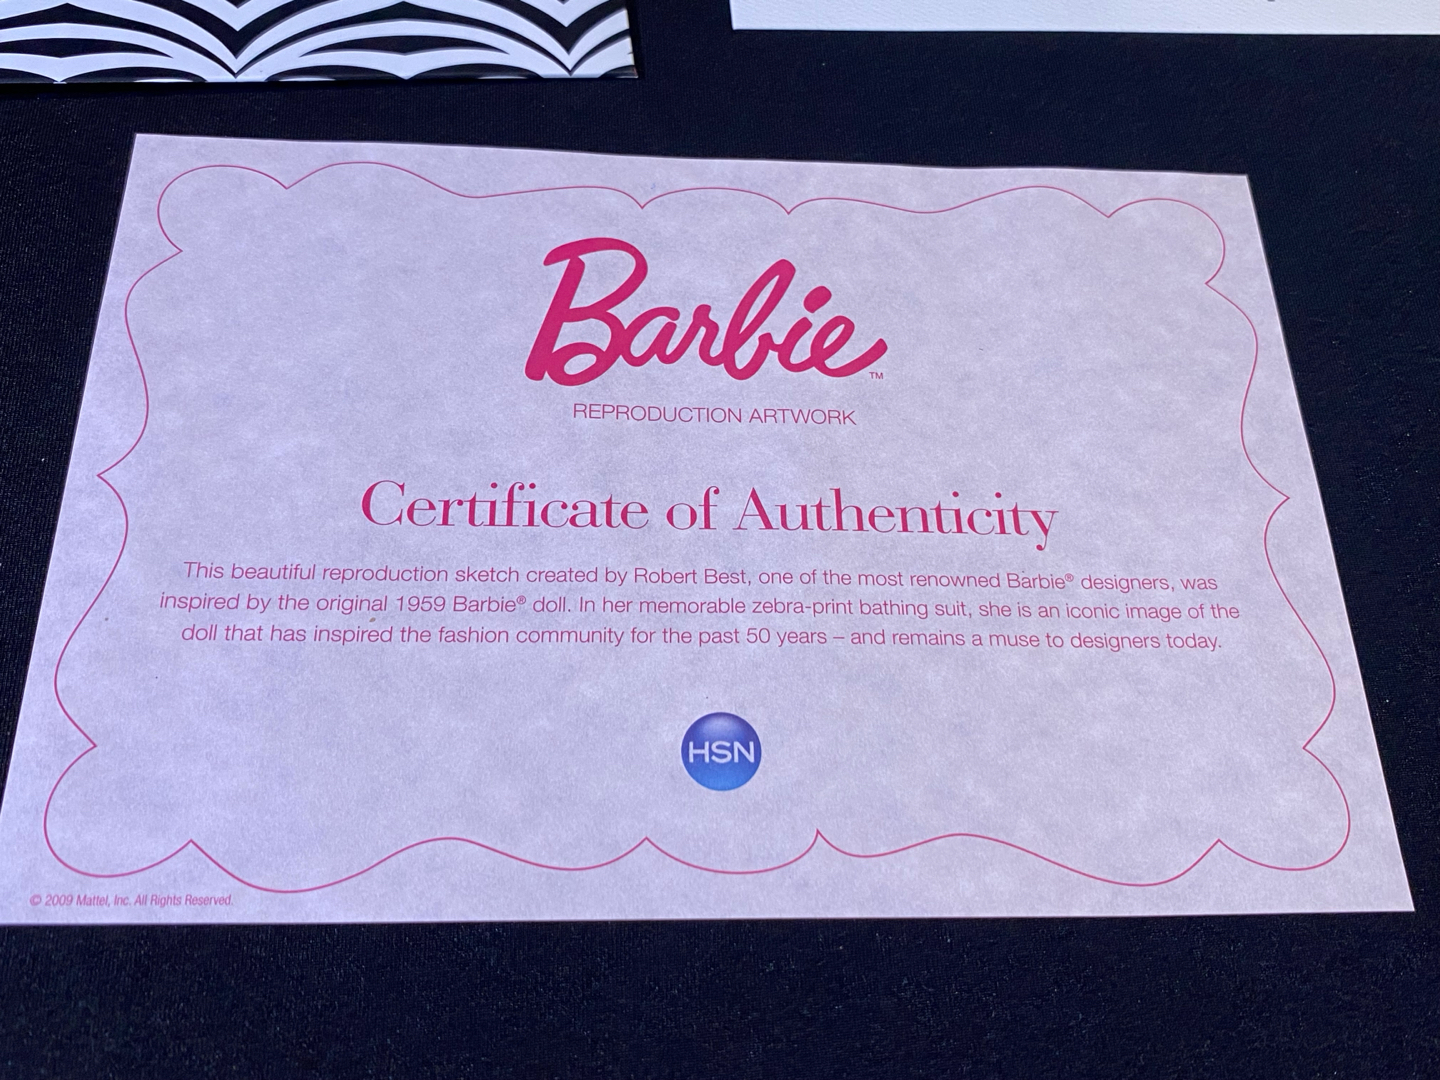 Barbie™
REPRODUCTION ARTWORK
Certificate of Authenticity
This beautiful reproduction sketch created by Robert Best, one of the most renowned Barbie® designers, was
inspired by the original 1959 Barbie® doll. In her memorable zebra-print bathing suit, she is an iconic image of the
doll that has inspired the fashion community for the past 50 years – and remains a muse to designers today.
HSN
© 2009 Mattel, Inc. All Rights Reserved.